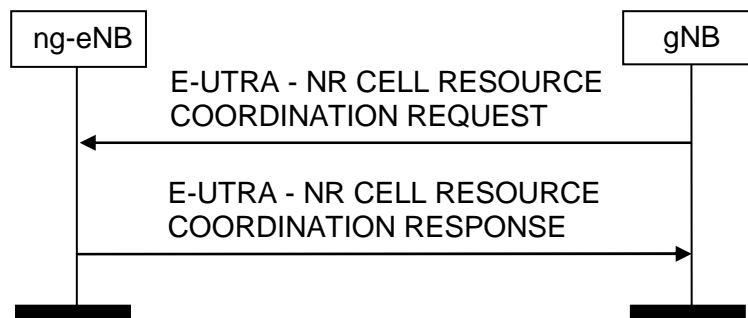 ng-eNB
gNB
E-UTRA - NR CELL RESOURCE
COORDINATION REQUEST
E-UTRA - NR CELL RESOURCE
COORDINATION RESPONSE